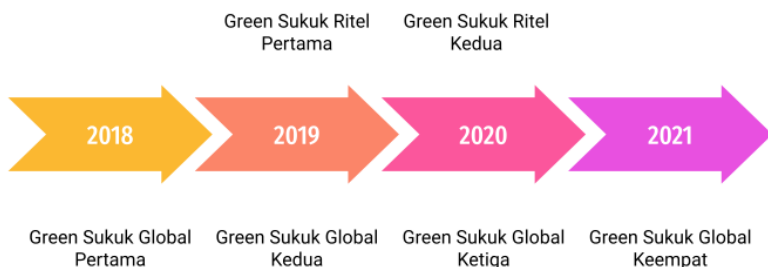 Green Sukuk Ritel
Pertama
Green Sukuk Ritel
Kedua
2018
2019
2020
2021
Green Sukuk Global
Pertama
Green Sukuk Global
Kedua
Green Sukuk Global
Ketiga
Green Sukuk Global
Keempat